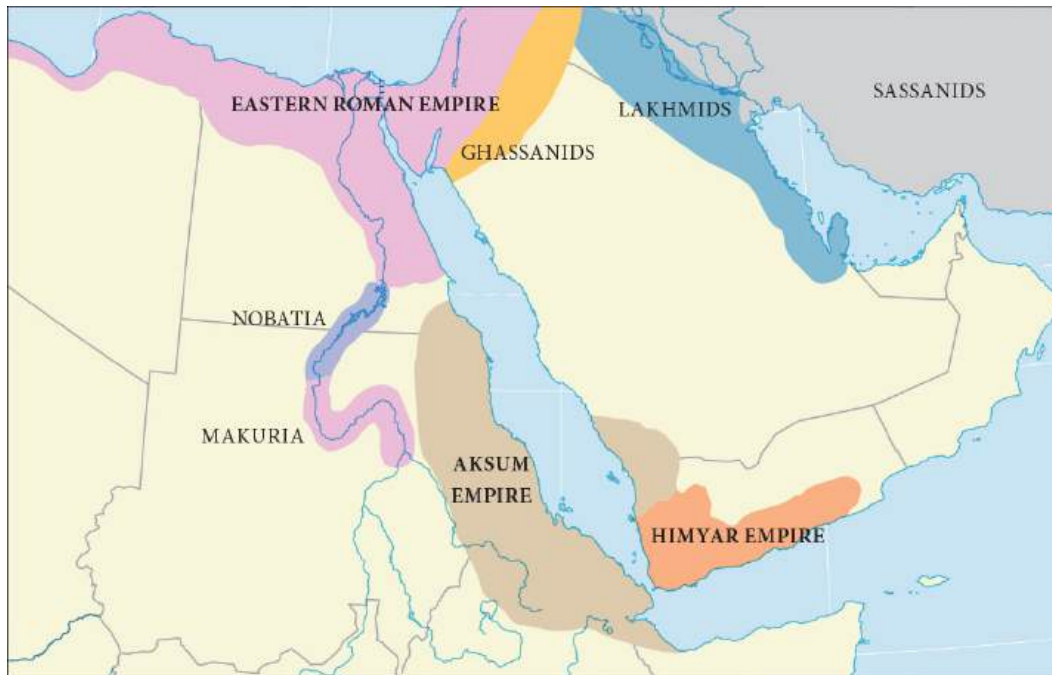 EASTERN ROMAN EMPIRE
SASSANIDS
LAKHMIDS
GHASSANIDS
NOBATIA
MAKURIA
AKSUM
EMPIRE
HIMYAR EMPIRE